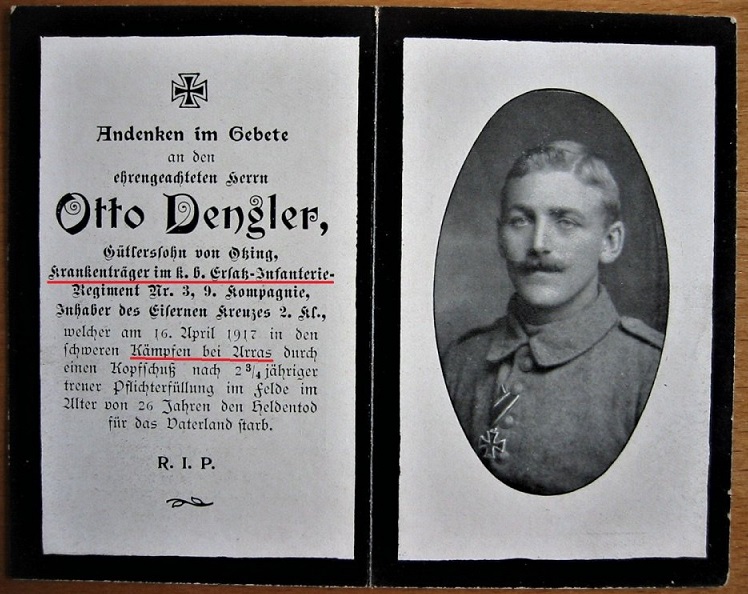 Andenken im Gebete
an den
ehrengeachteten Herrn
Otto Dengler,
Gütlerssohn von Otzing,
Krankenträger im k. b. Ersatz-Infanterie-
Regiment Nr. 3, 9. Kompagnie,
Inhaber des Eisernen Kreuzes 2. Kl.,
welcher am 16. April 1917 in den
schweren Kämpfen bei Arras durch
einen Kopfschuß nach 2 3/4 jähriger
treuer Pflichterfüllung im Felde im
Alter von 26 Jahren den Heldentod
für das Vaterland starb.
R. I. P.